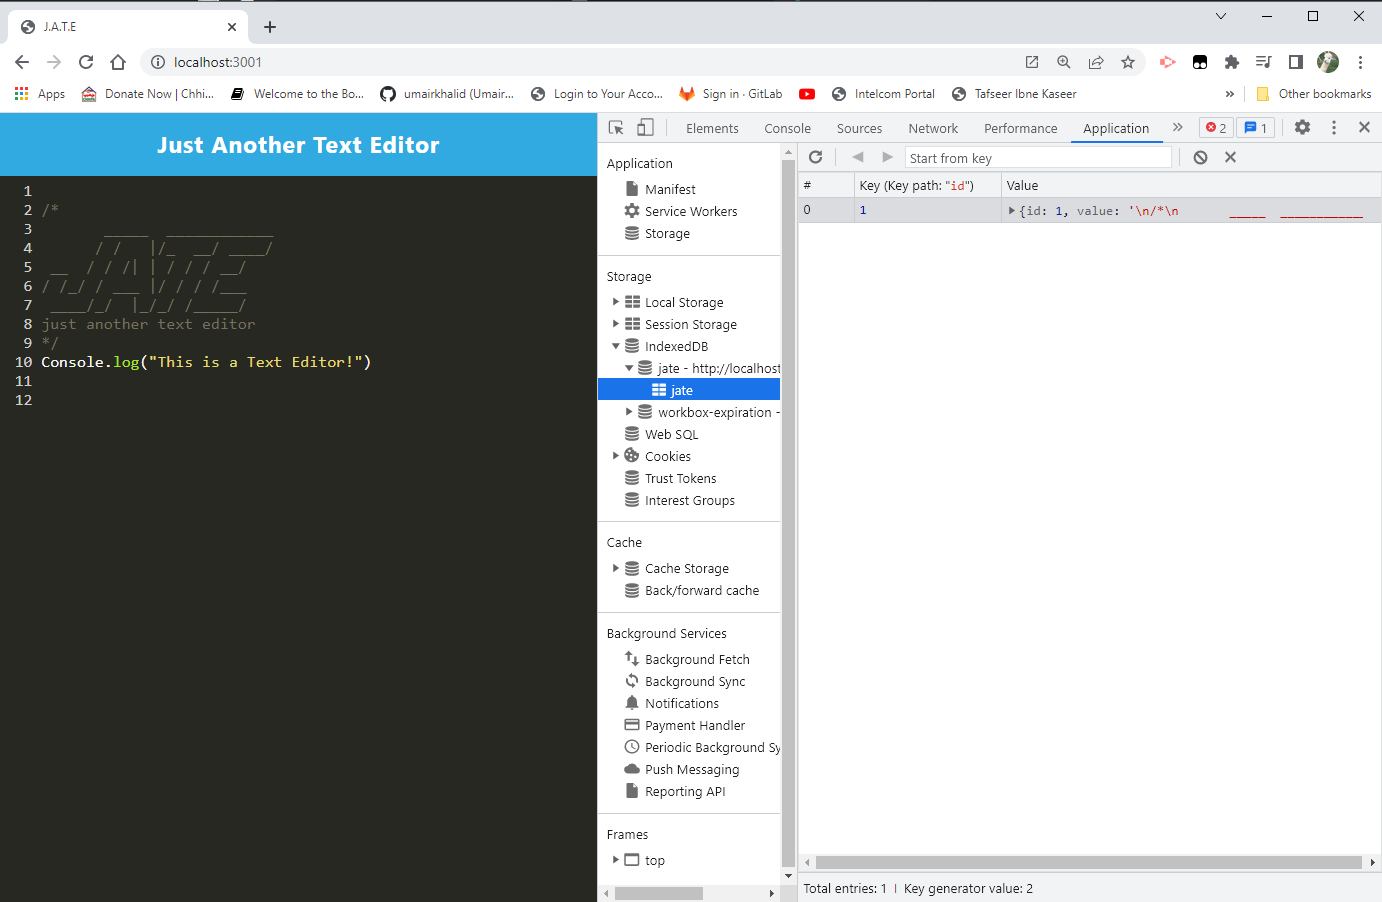 J.A.T.E
localhost:3001
Apps
Donate Now | Chhi...
Welcome to the Bo...
umairkhalid (Umair...
Login to Your Acco...
Sign in · GitLab
Intelcom Portal
Tafseer Ibne Kaseer
»
Other bookmarks
Just Another Text Editor
1
2 /*
3        _____  ____________
4       / /   |/_  __/ ____/
5  __  / / /| | / / / __/
6 / /_/ / ___ |/ / / /___
7  ____/_/  |_/_/ /_____/
8 just another text editor
9 */
10 Console.log("This is a Text Editor!")
11
12
Elements
Console
Sources
Network
Performance
Application
»
2
1
Application
Manifest
Service Workers
Storage
Storage
Local Storage
Session Storage
IndexedDB
jate - http://localhost
jate
workbox-expiration -
Web SQL
Cookies
Trust Tokens
Interest Groups
Cache
Cache Storage
Back/forward cache
Background Services
Background Fetch
Background Sync
Notifications
Payment Handler
Periodic Background Sy
Push Messaging
Reporting API
Frames
top
Start from key
# Key (Key path: "id") Value
0 1 {id: 1, value: '\n/*\n       _____  ____________
Total entries: 1 | Key generator value: 2